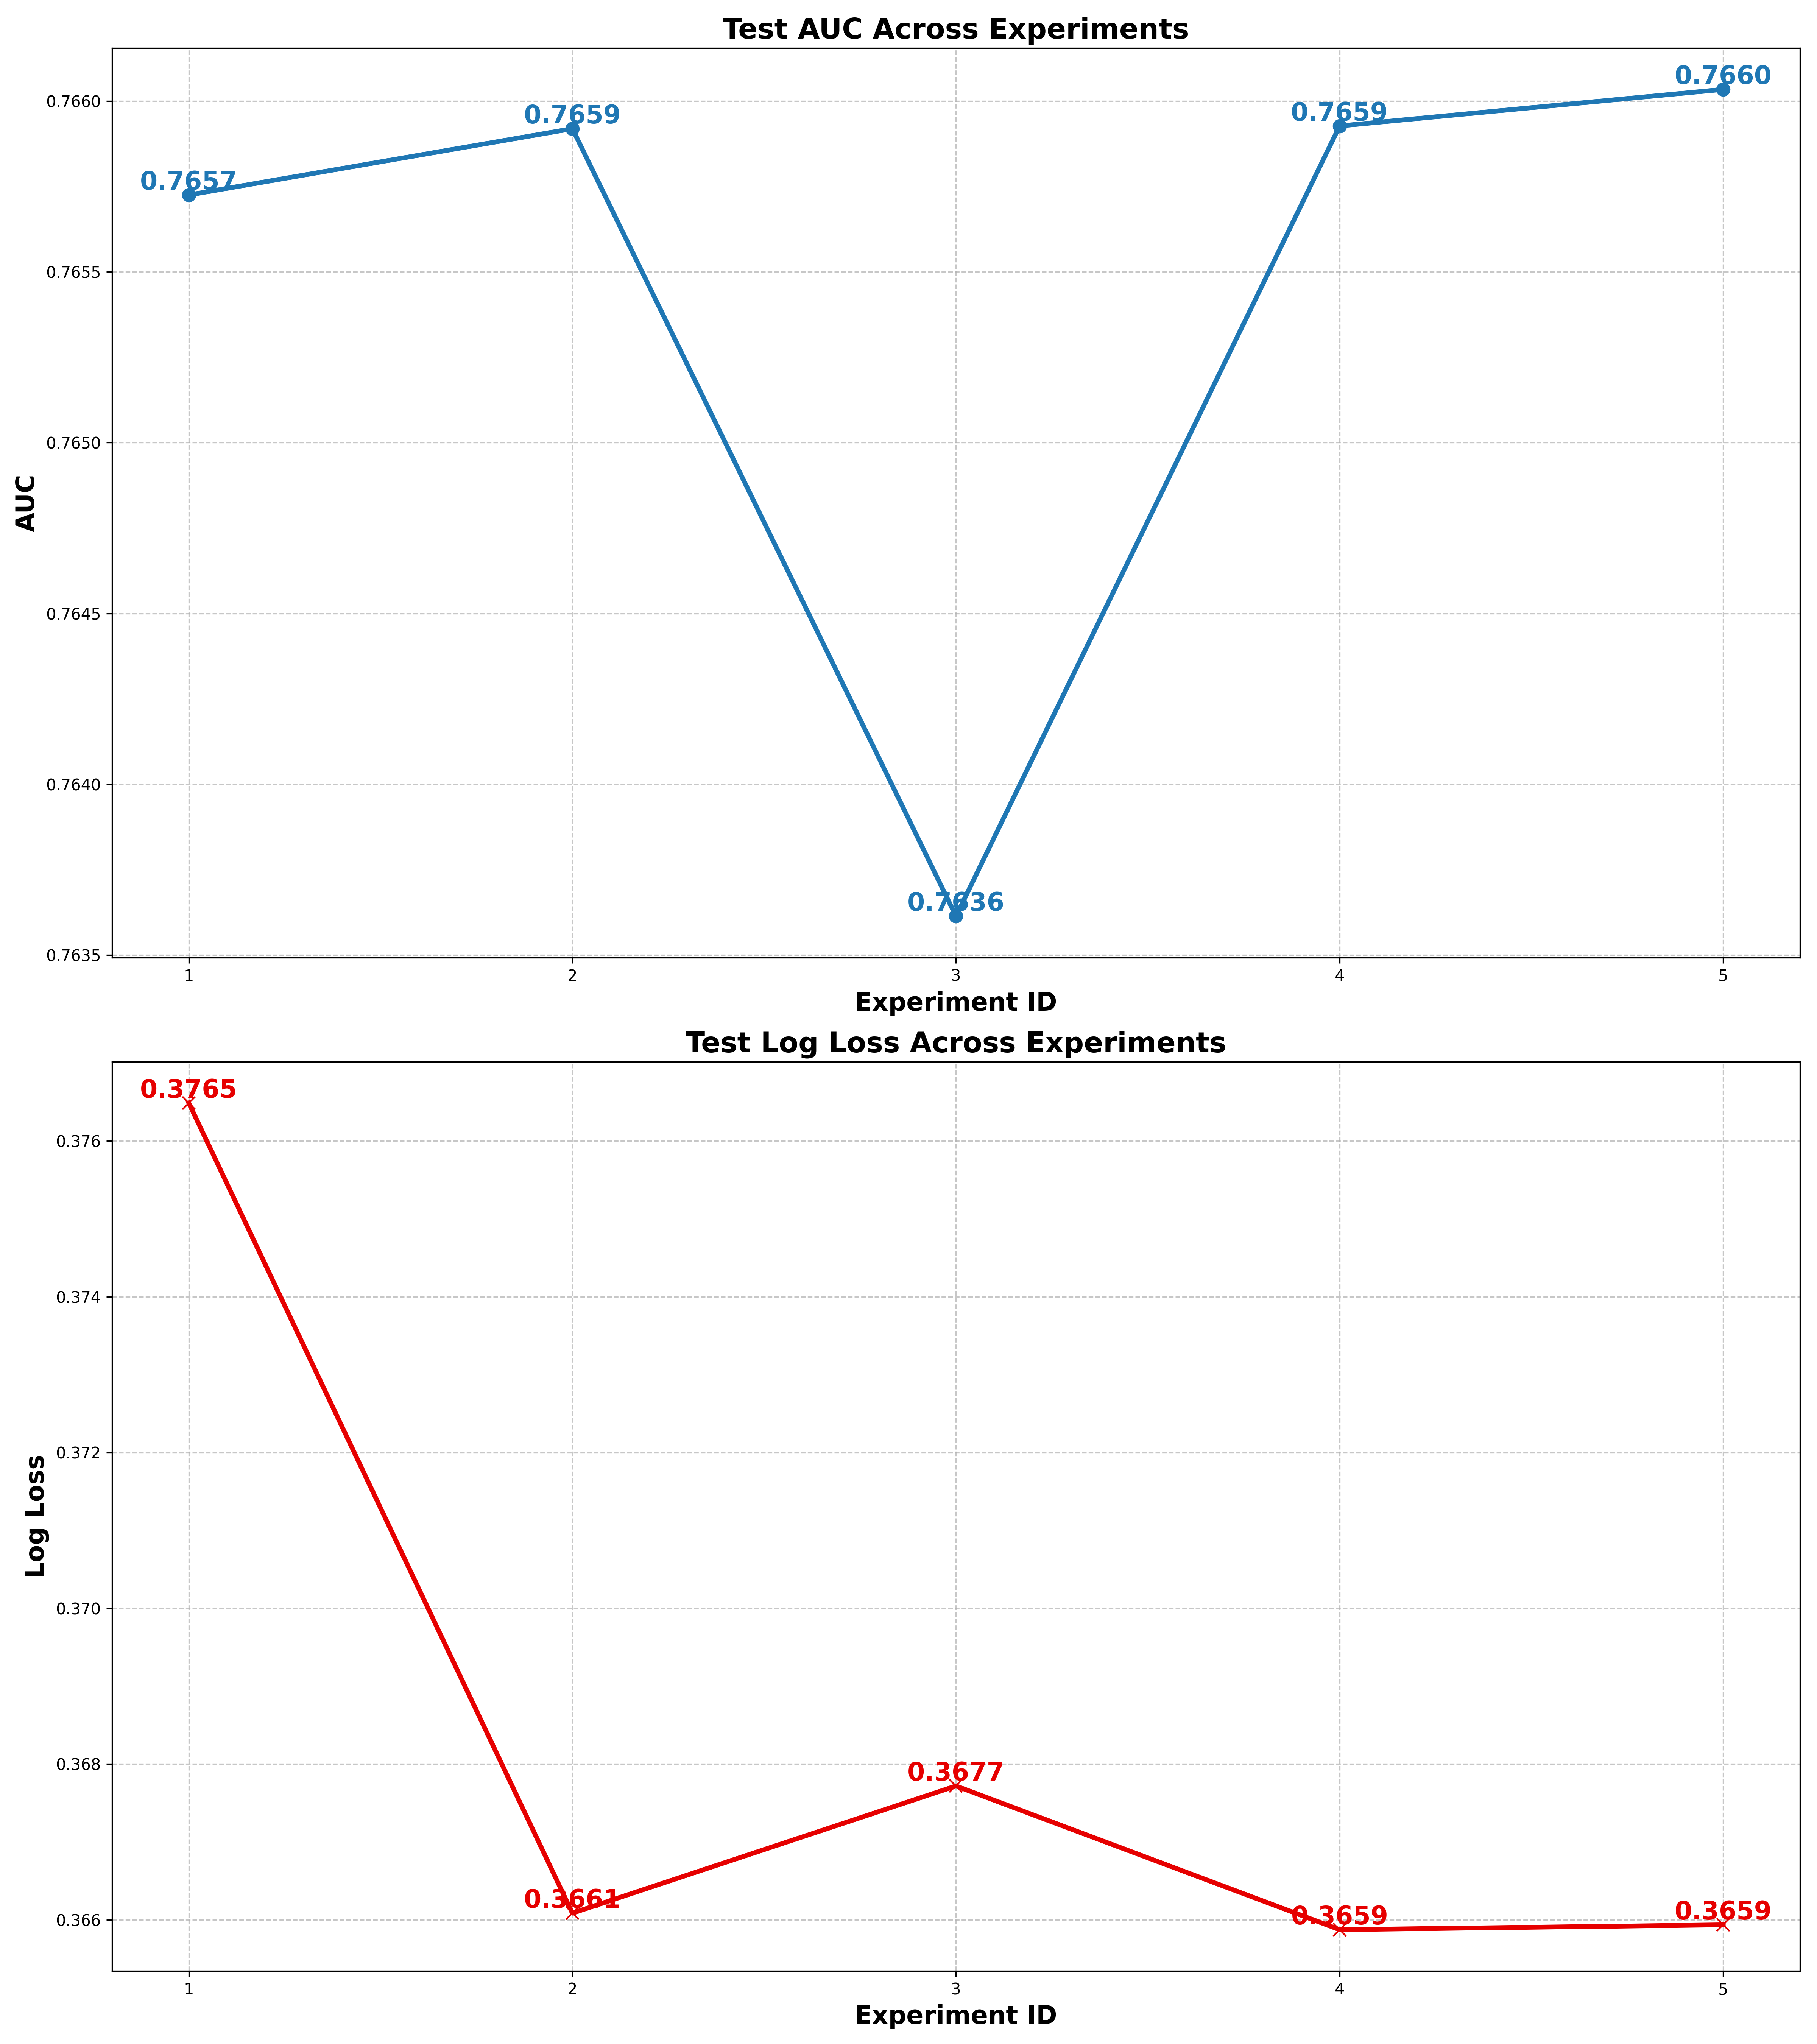 Test AUC Across Experiments
0.7660
0.7659
0.7659
0.7657
0.7660
0.7655
0.7650
0.7645
0.7640
0.7635
0.7636
AUC
1 2 3 4 5
Experiment ID
Test Log Loss Across Experiments
0.3765
0.376
0.374
0.372
0.370
0.368
0.366
0.3677
0.3661
0.3659
0.3659
Log Loss
1 2 3 4 5
Experiment ID